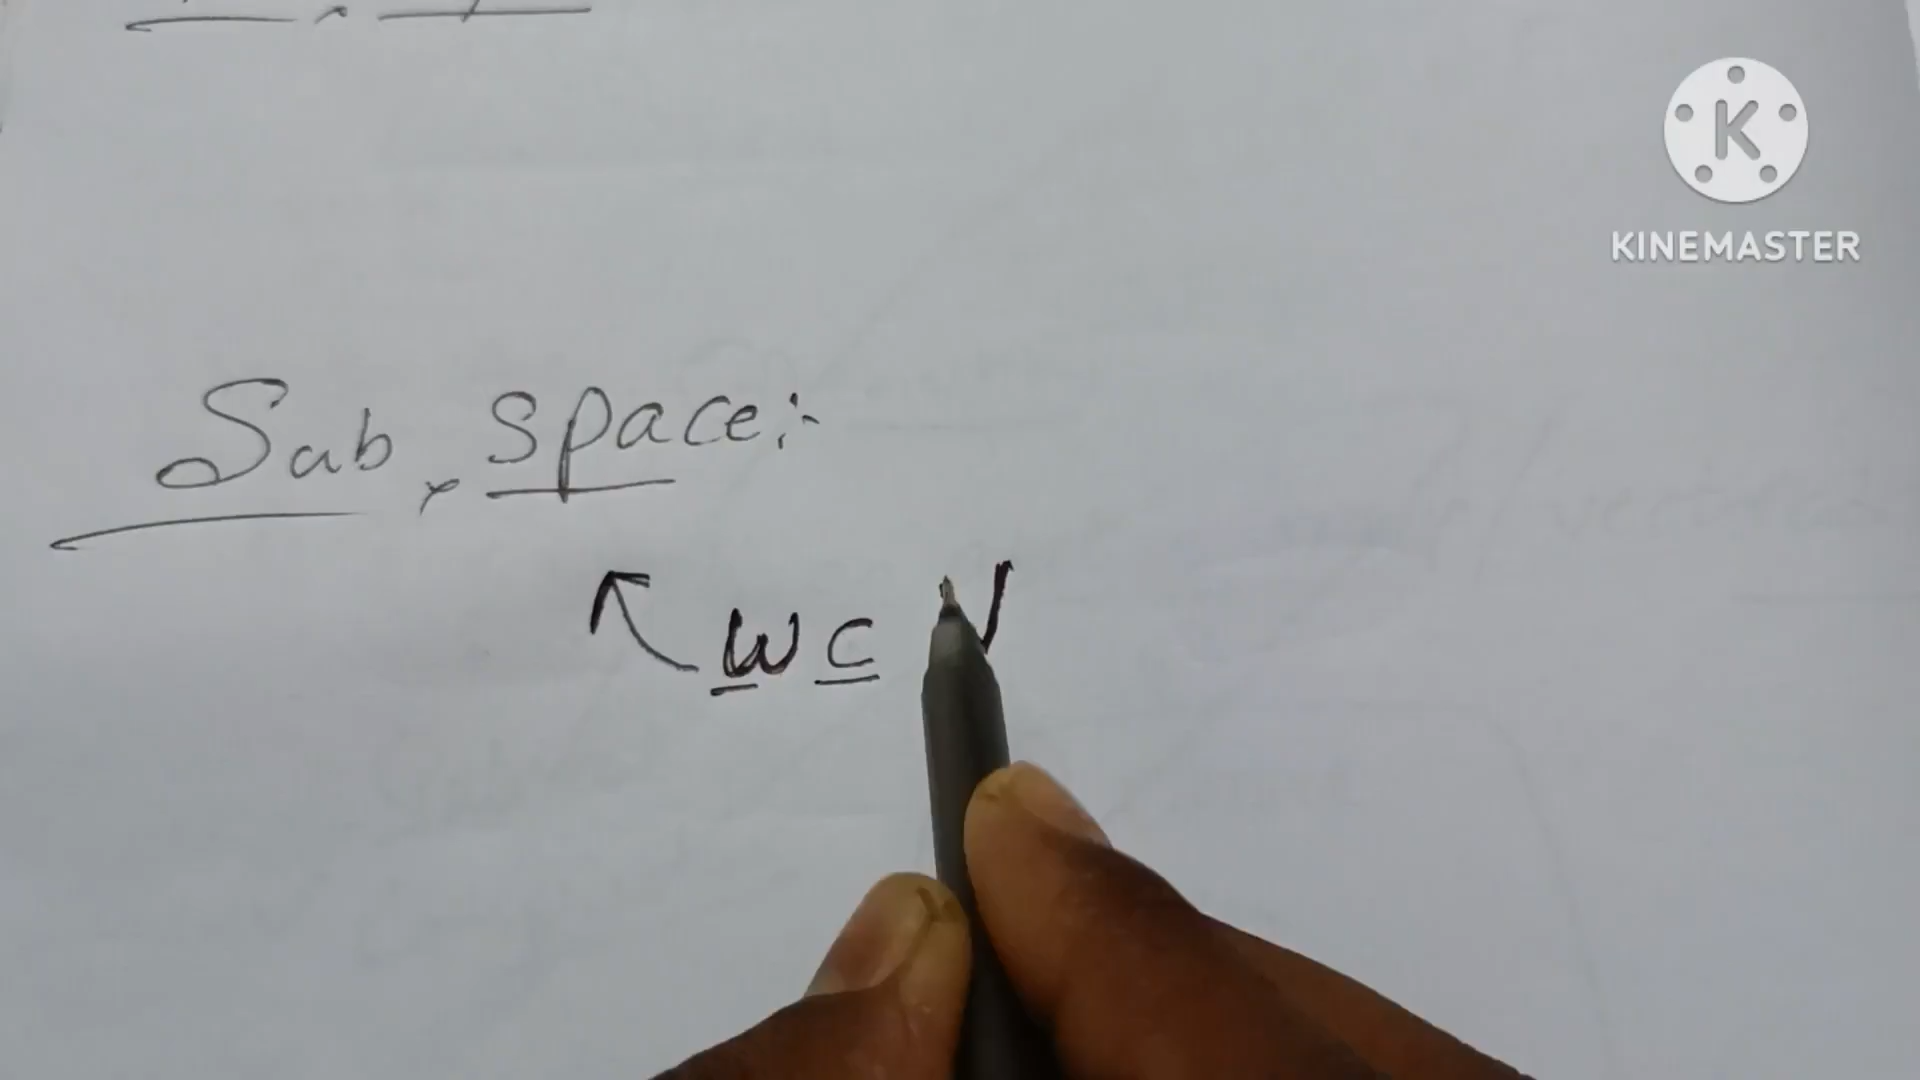 KINEMASTER
Sub space:-
W ⊆ V